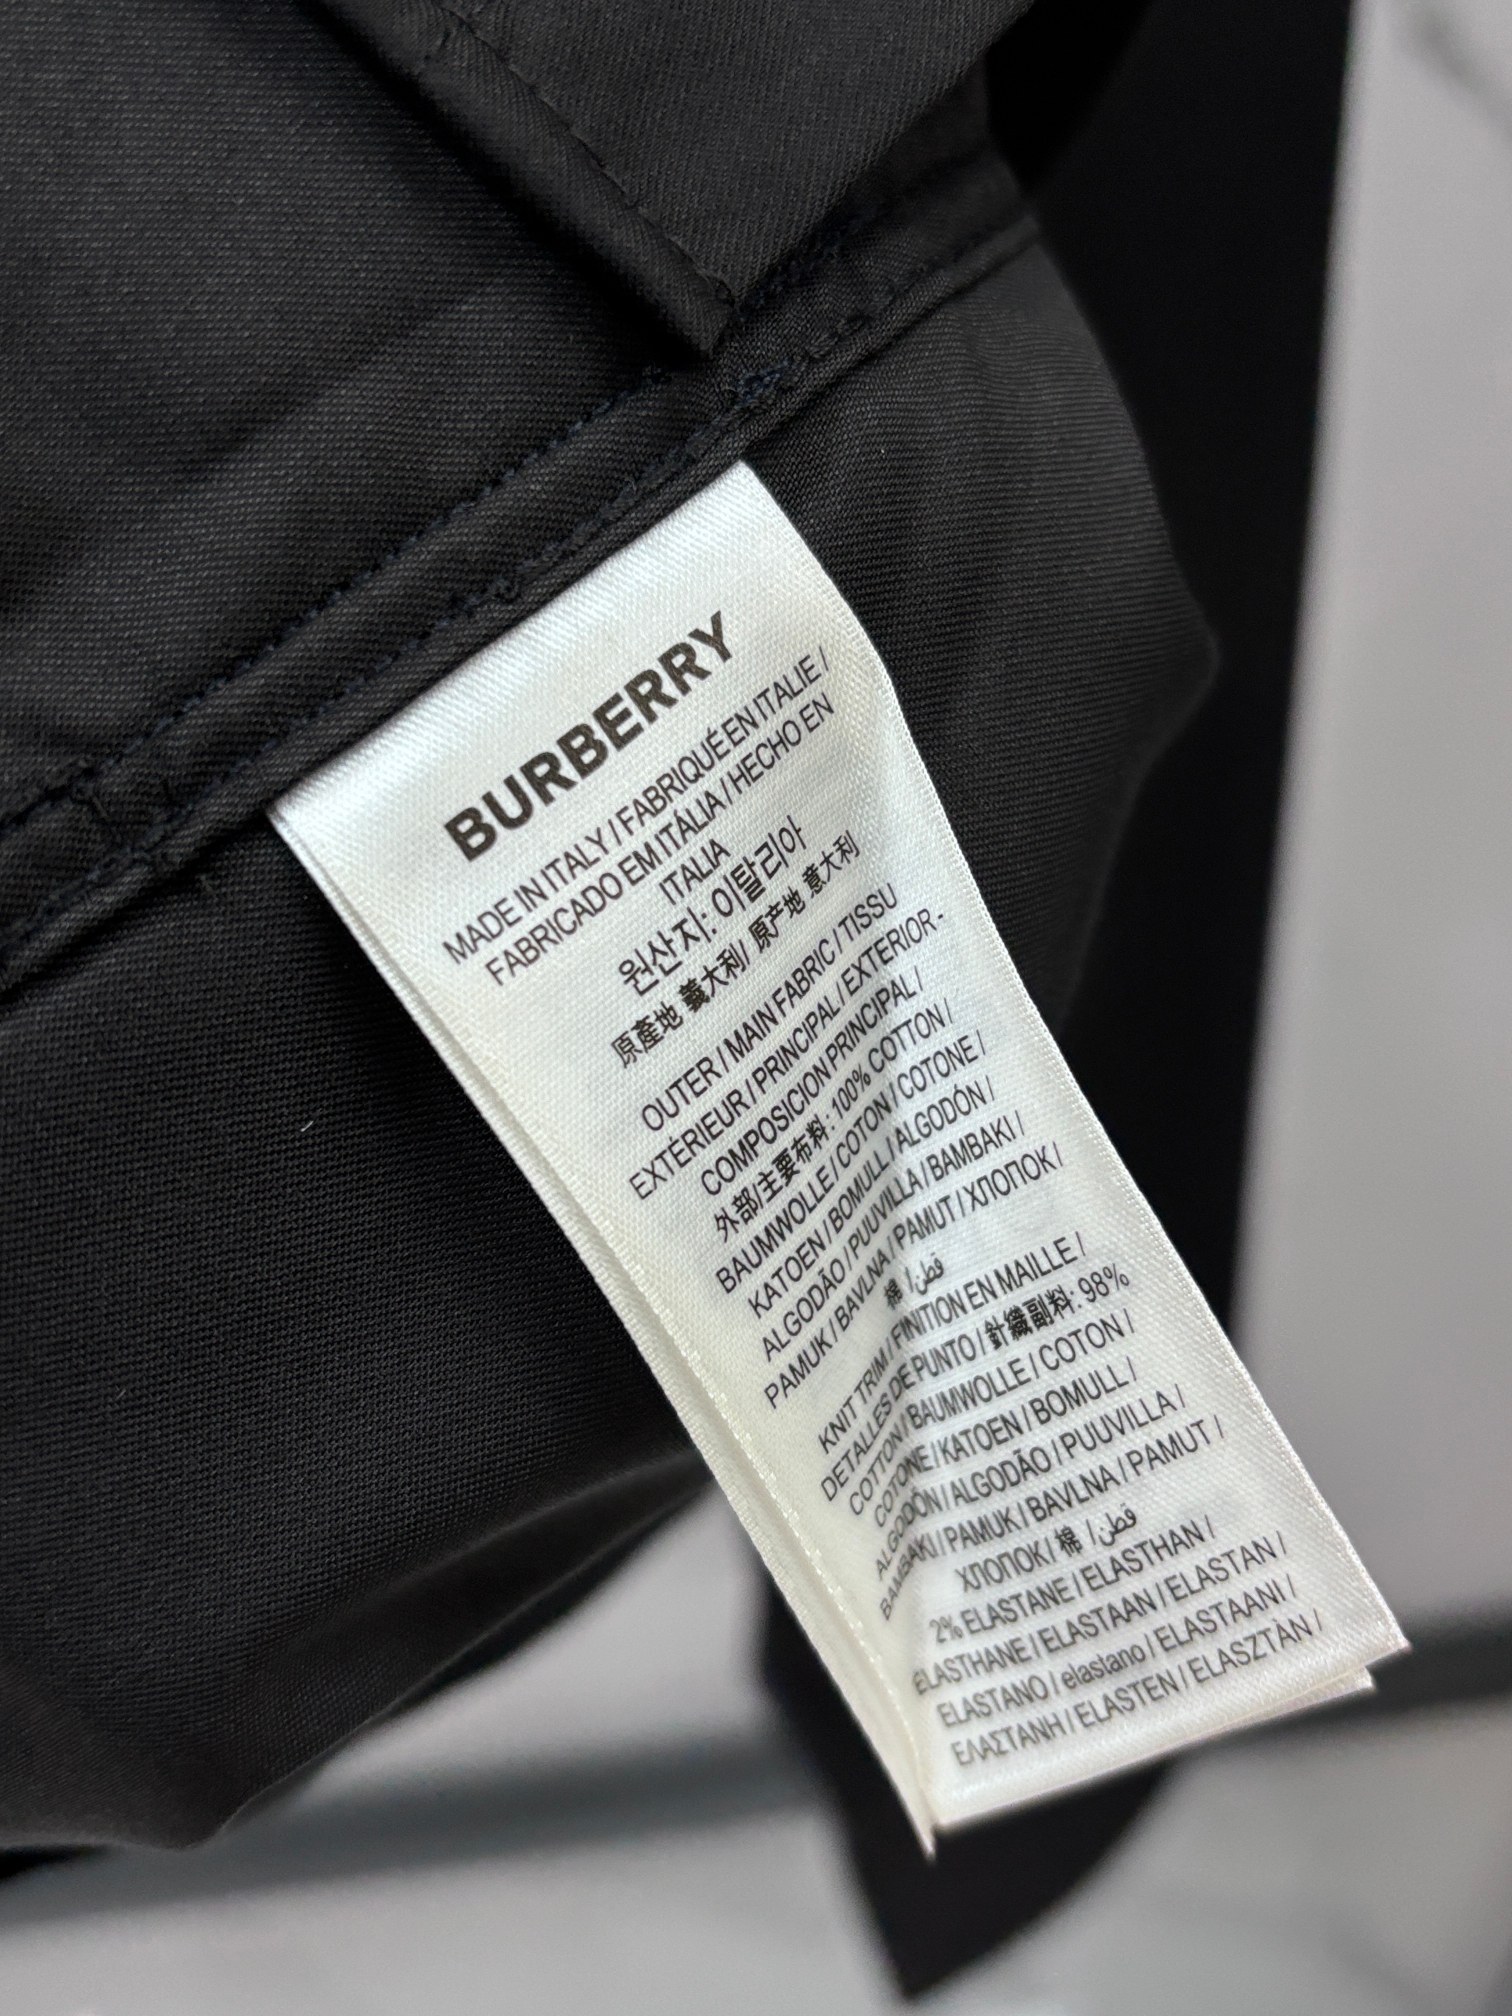 BURBERRY
MADE IN ITALY / FABRIQUÉ EN ITALIE /
FABRICADO EM ITÁLIA / HECHO EN
ITALIA
원산지: 이탈리아
原產地 義大利/ 原产地 意大利
OUTER / MAIN FABRIC / TISSU
EXTÉRIEUR / PRINCIPAL / EXTERIOR -
COMPOSICION PRINCIPAL /
外部/主要布料: 100% COTTON /
BAUMWOLLE / COTON / COTONE /
KATOEN / BOMULL / ALGODÓN /
ALGODÃO / PUUVILLA / BAMBAKI /
PAMUK / BAVLNA / PAMUT / ХЛОПОК /
棉 / قطن
KNIT TRIM / FINITION EN MAILLE /
DETALLES DE PUNTO / 針織副料: 98%
COTTON / BAUMWOLLE / COTON /
COTONE / KATOEN / BOMULL /
ALGODÓN / ALGODÃO / PUUVILLA /
BAMBAKI / PAMUK / BAVLNA / PAMUT /
ХЛОПОК / 棉 / قطن
2% ELASTANE / ELASTHAN /
ÉLASTHANE / ELASTAAN / ELASTAN /
ELASTANO / elastano / ELASTAANI /
ΕΛΑΣΤΑΝΗ / ELASTEN / ELASZTÀN /